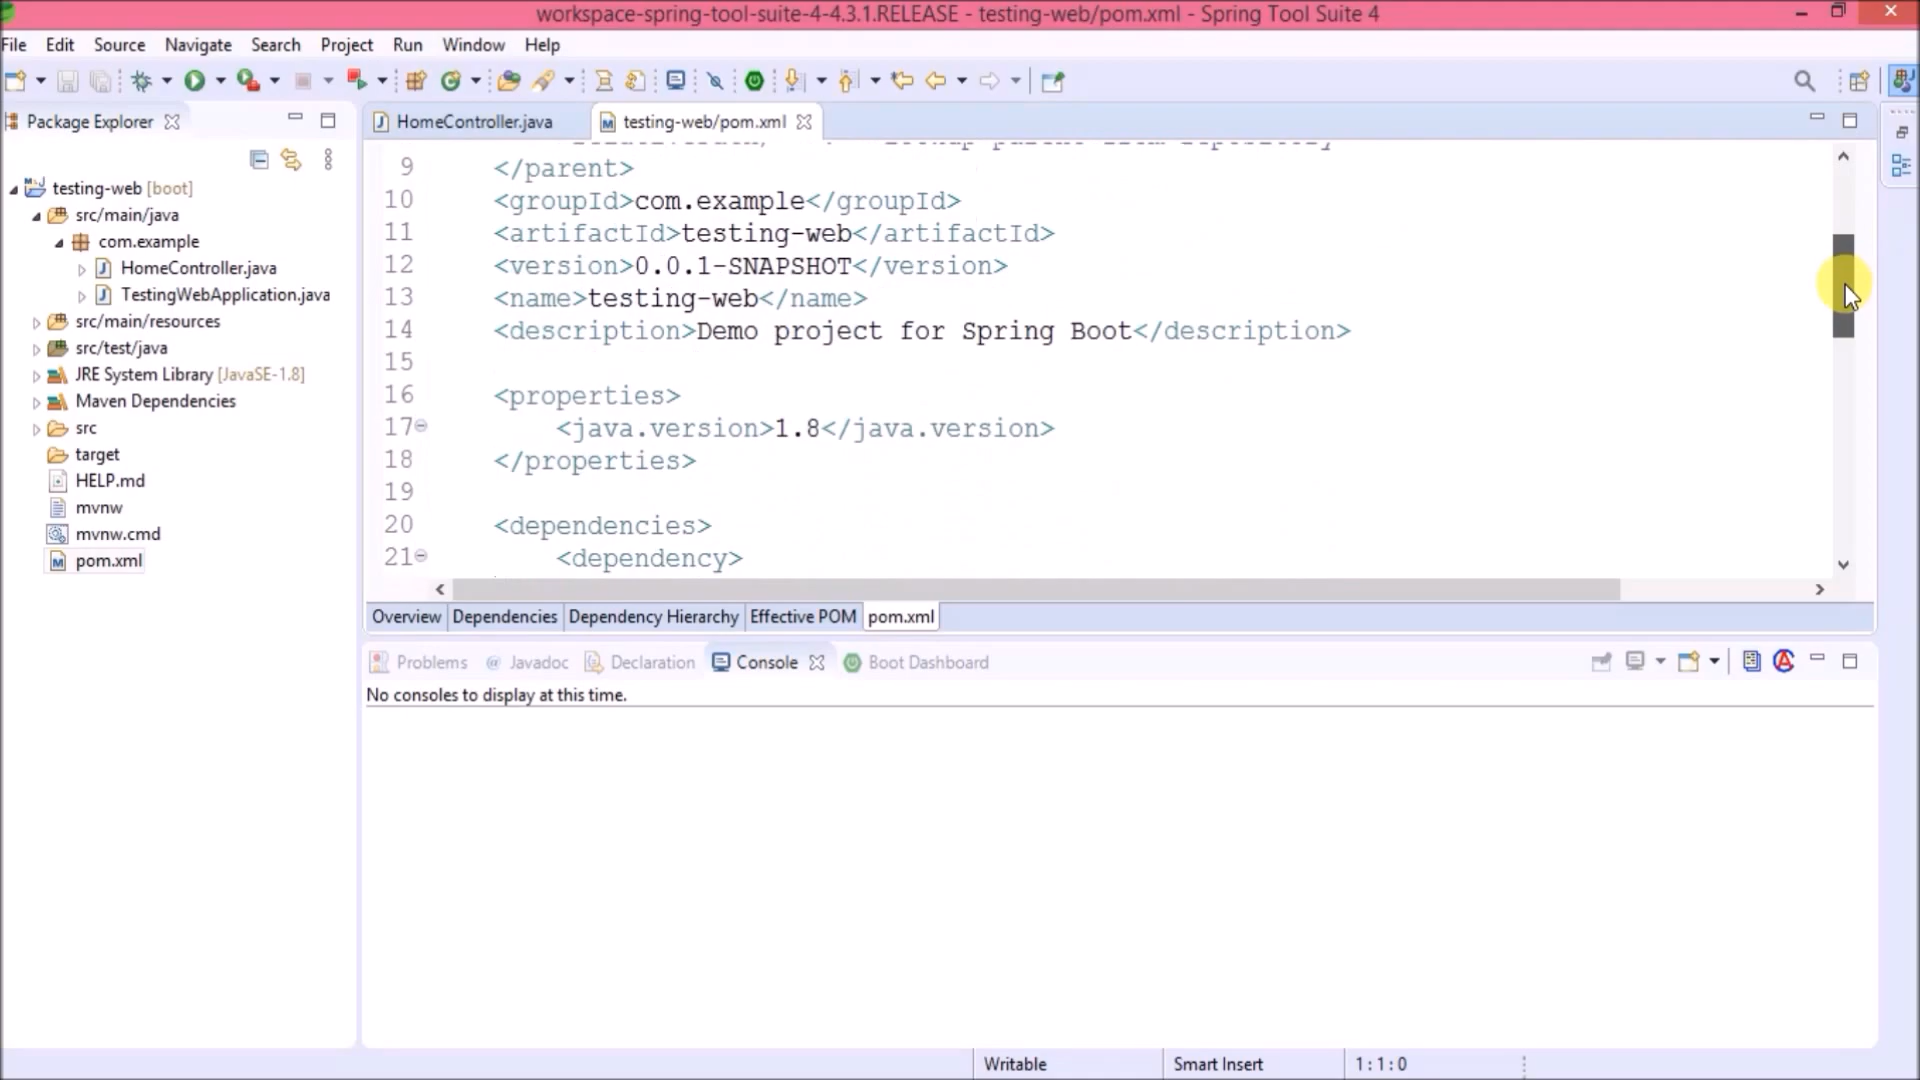 workspace-spring-tool-suite-4-4.3.1.RELEASE - testing-web/pom.xml - Spring Tool Suite 4
File Edit Source Navigate Search Project Run Window Help
Package Explorer
HomeController.java
testing-web/pom.xml
testing-web [boot]
src/main/java
com.example
HomeController.java
TestingWebApplication.java
src/main/resources
src/test/java
JRE System Library [JavaSE-1.8]
Maven Dependencies
src
target
HELP.md
mvnw
mvnw.cmd
pom.xml
9 </parent>
10 <groupId>com.example</groupId>
11 <artifactId>testing-web</artifactId>
12 <version>0.0.1-SNAPSHOT</version>
13 <name>testing-web</name>
14 <description>Demo project for Spring Boot</description>
15
16 <properties>
17 <java.version>1.8</java.version>
18 </properties>
19
20 <dependencies>
21 <dependency>
Overview Dependencies Dependency Hierarchy Effective POM pom.xml
Problems @ Javadoc Declaration Console Boot Dashboard
No consoles to display at this time.
Writable Smart Insert 1 : 1 : 0